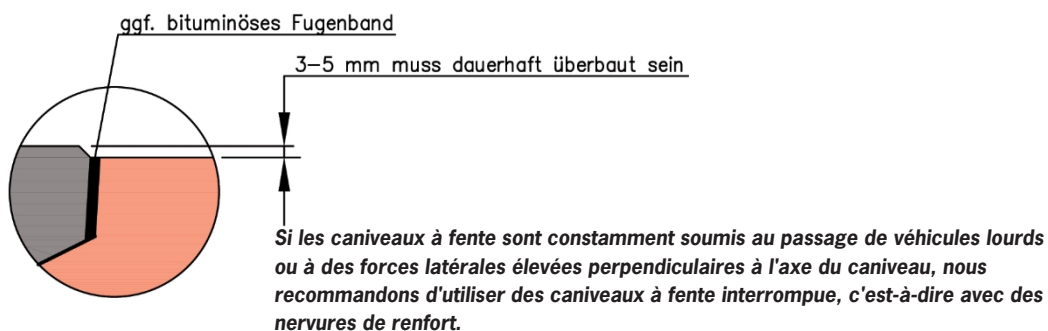 ggf. bituminöses Fugenband
3–5 mm muss dauerhaft überbaut sein
Si les caniveaux à fente sont constamment soumis au passage de véhicules lourds
ou à des forces latérales élevées perpendiculaires à l'axe du caniveau, nous
recommandons d'utiliser des caniveaux à fente interrompue, c'est-à-dire avec des
nervures de renfort.